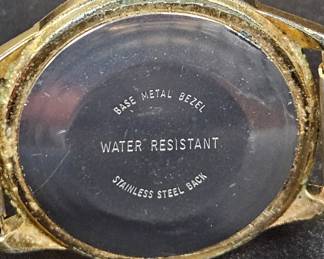 BASE METAL BEZEL
WATER RESISTANT
STAINLESS STEEL BACK